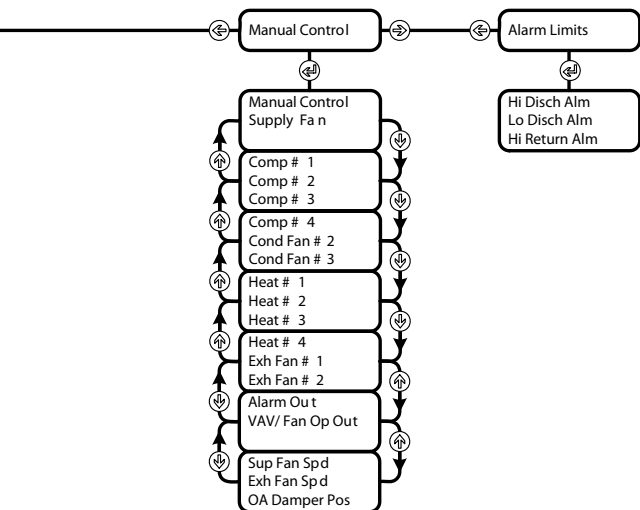 Manual Control
Alarm Limits
Manual Control
Supply Fan
Comp # 1
Comp # 2
Comp # 3
Comp # 4
Cond Fan # 2
Cond Fan # 3
Heat # 1
Heat # 2
Heat # 3
Heat # 4
Exh Fan # 1
Exh Fan # 2
Alarm Out
VAV/ Fan Op Out
Sup Fan Spd
Exh Fan Spd
OA Damper Pos
Hi Disch Alm
Lo Disch Alm
Hi Return Alm